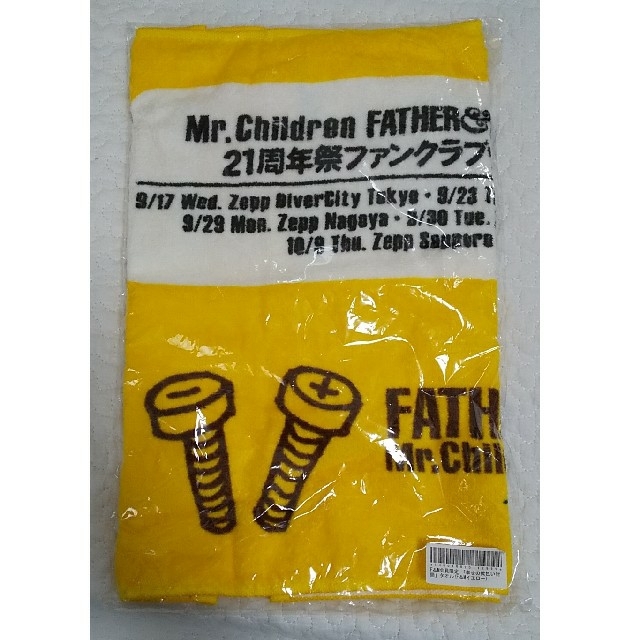 Mr.Children FATHER&
21周年祭ファンクラブ
9/17 Wed. Zepp DiverCity Tokyo・9/23 T
9/29 Mon. Zepp Nagoya・9/30 Tue.
10/9 Thu. Zepp Sapporo
FATH
Mr.Chil